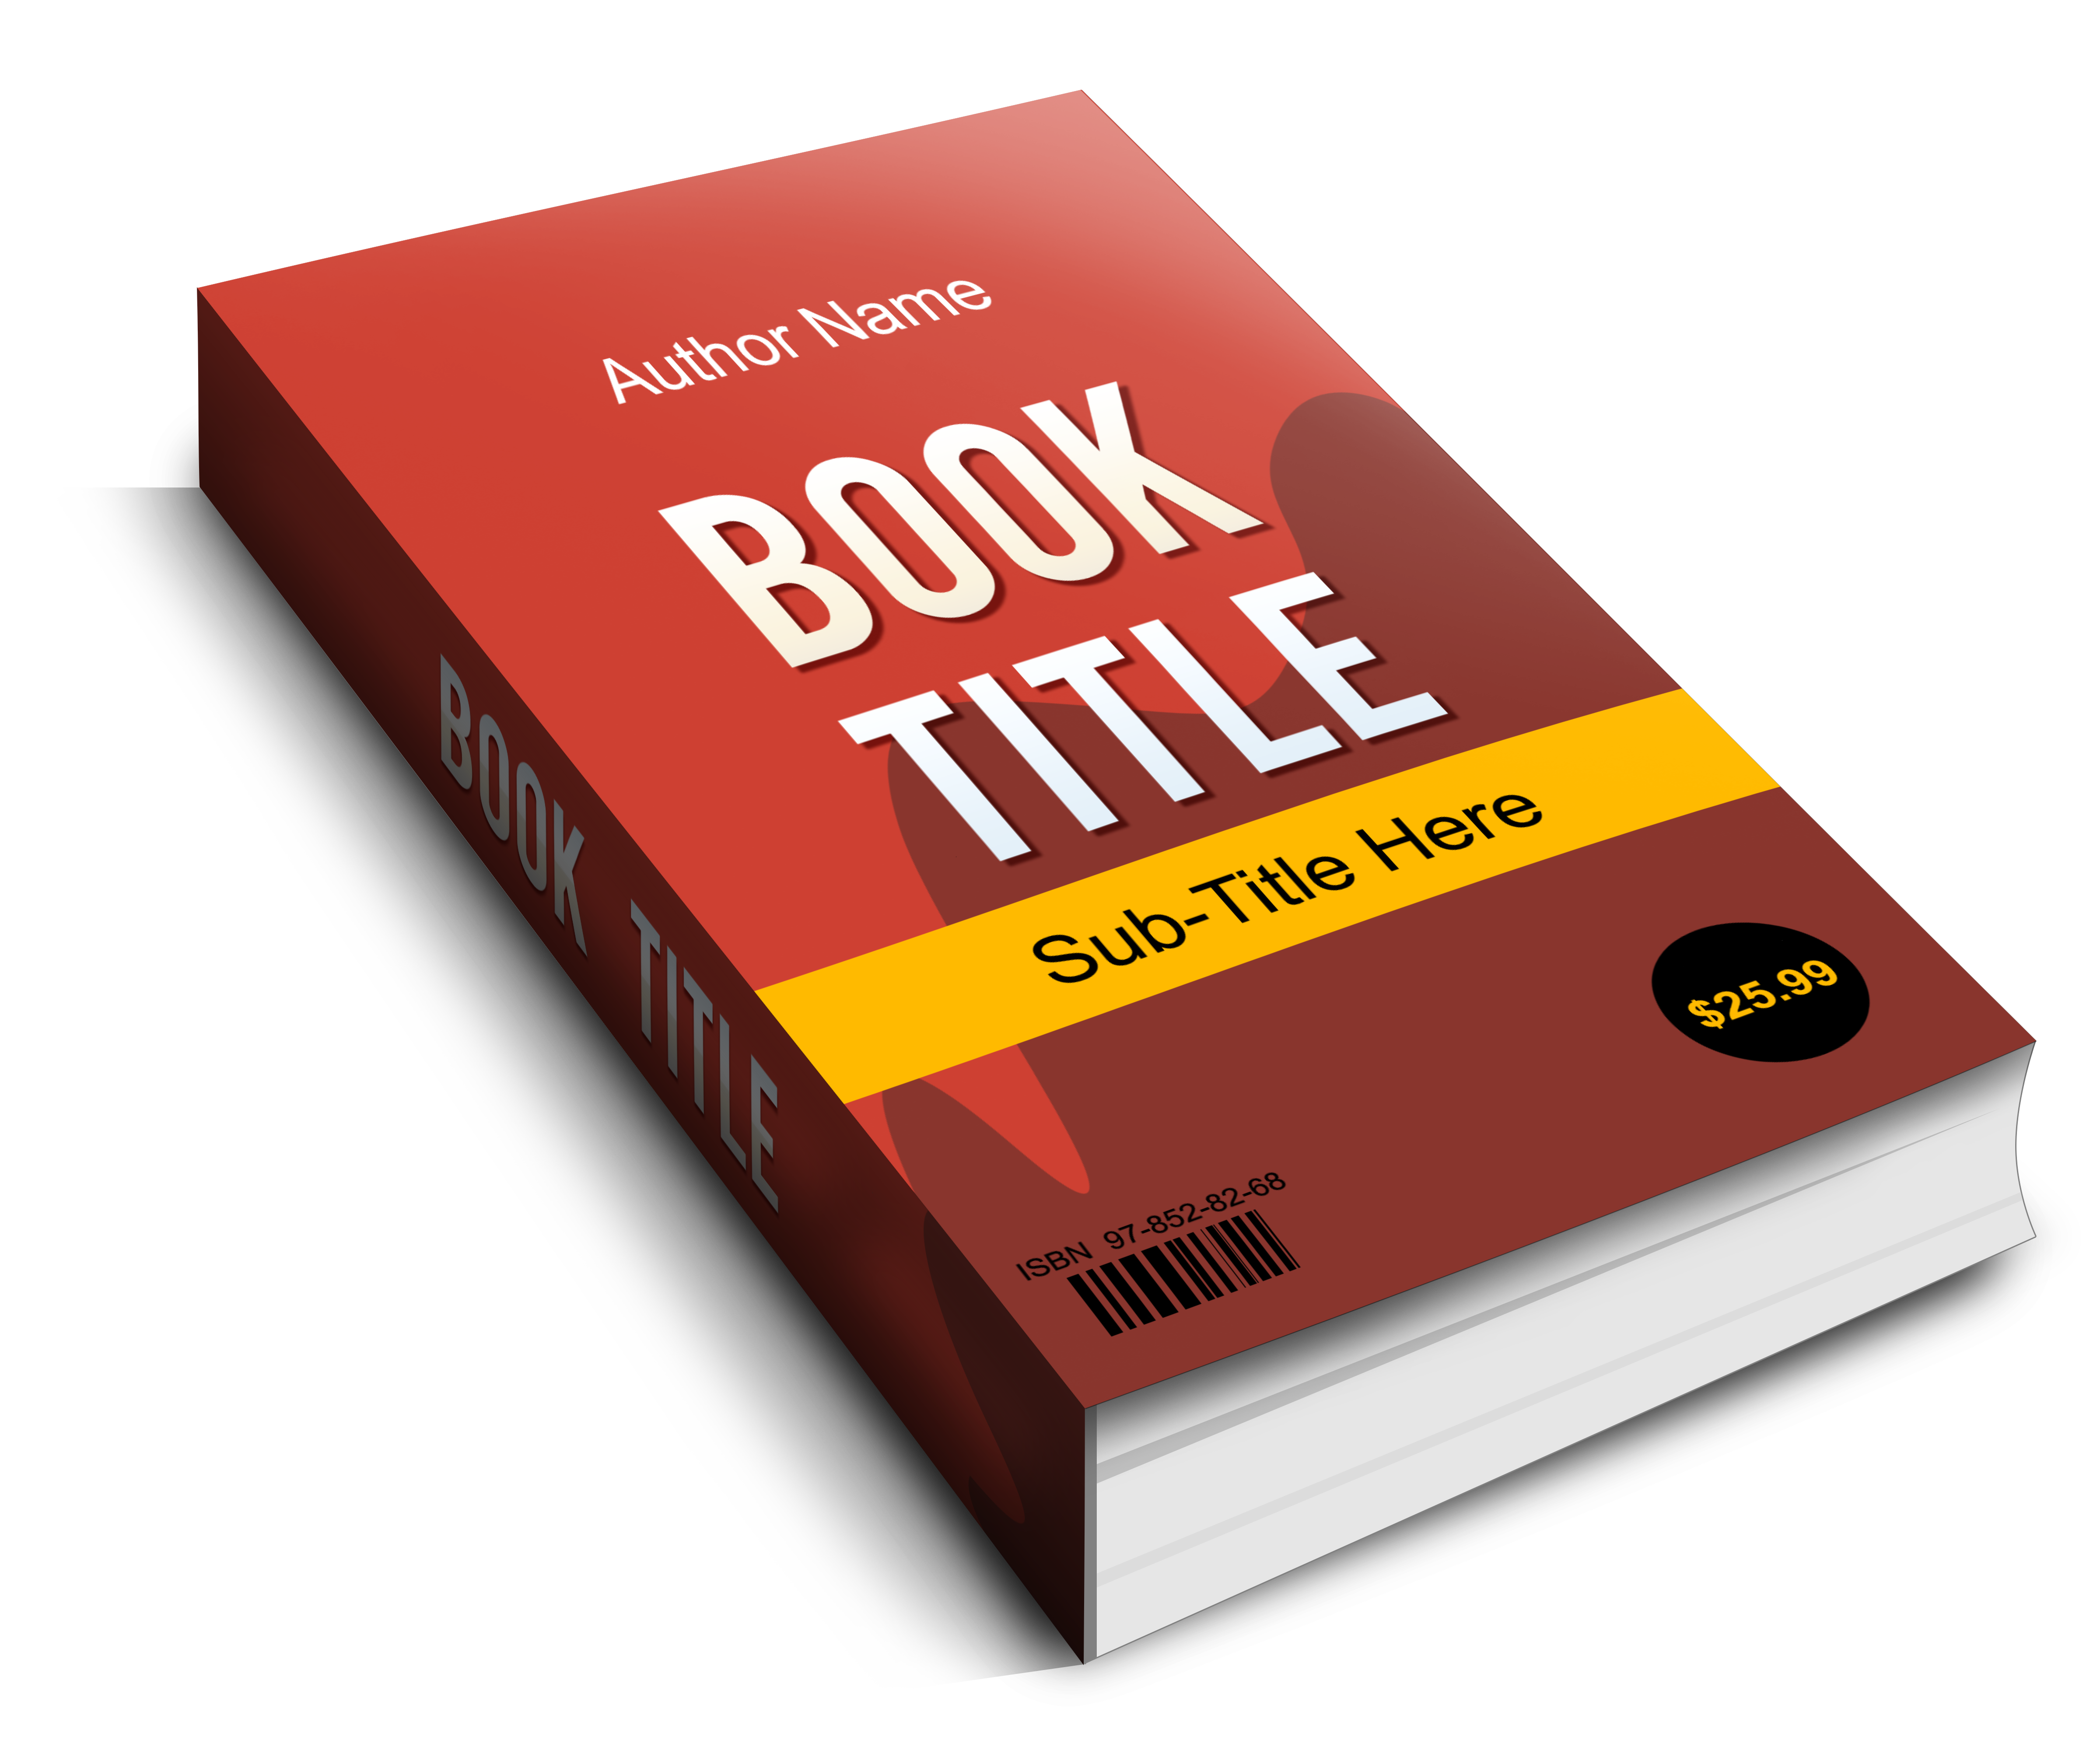 Author Name
BOOK
TITLE
Sub-Title Here
$25.99
ISBN 97-852-82-68
BOOK TITLE